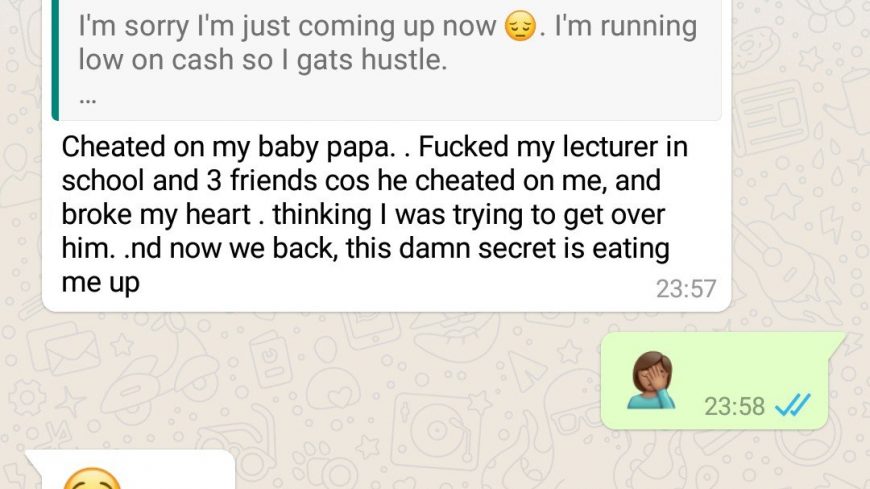 I'm sorry I'm just coming up now 😔. I'm running
low on cash so I gats hustle.
...
Cheated on my baby papa. . Fucked my lecturer in
school and 3 friends cos he cheated on me, and
broke my heart . thinking I was trying to get over
him. .nd now we back, this damn secret is eating
me up
23:57
🤦🏽‍♀️
23:58